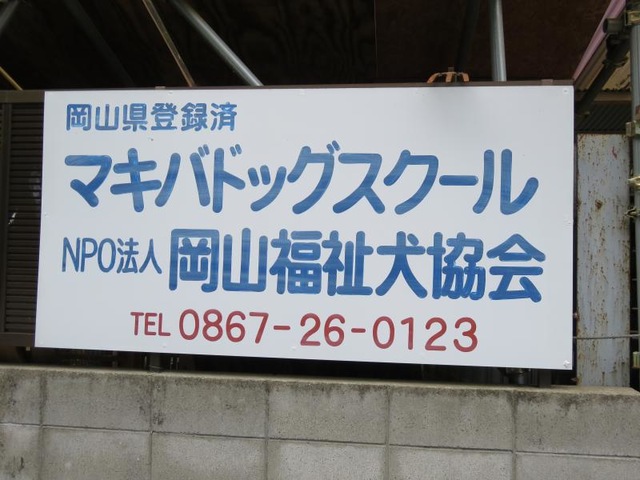 岡山県登録済
マキバドッグスクール
NPO法人 岡山福祉犬協会
TEL 0867-26-0123